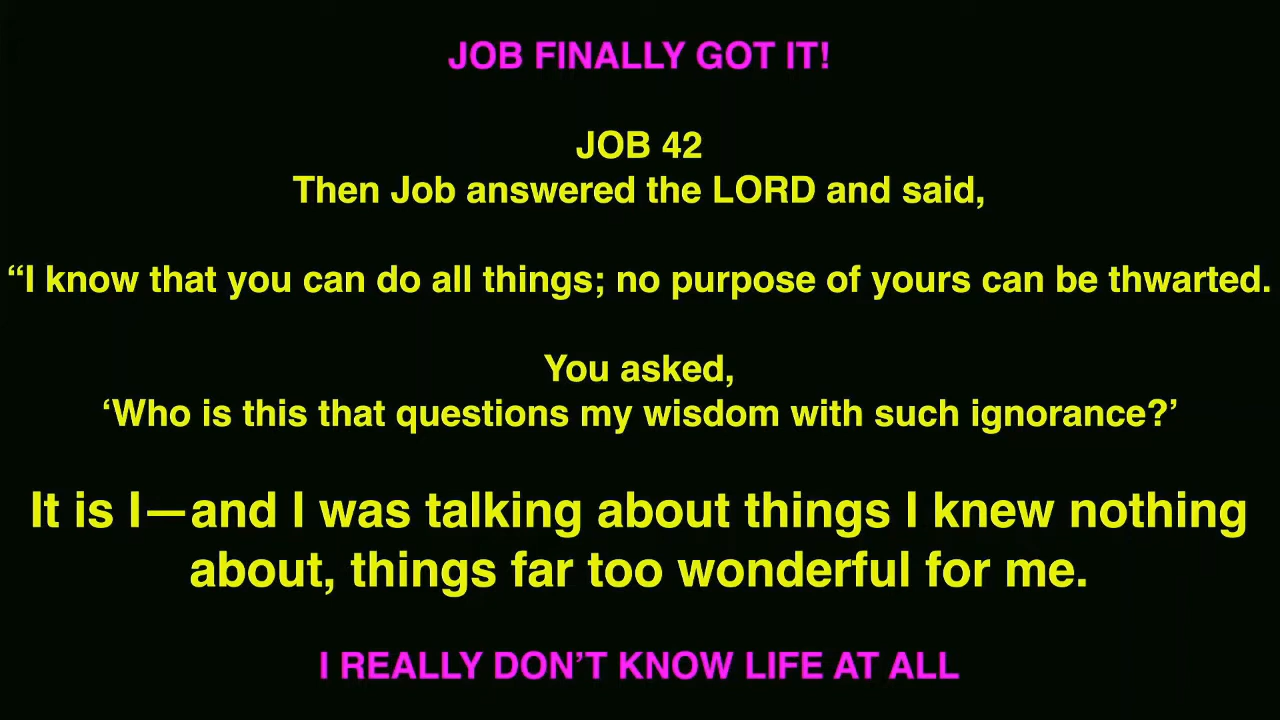 JOB FINALLY GOT IT!
JOB 42
Then Job answered the LORD and said,
“I know that you can do all things; no purpose of yours can be thwarted.
You asked,
‘Who is this that questions my wisdom with such ignorance?’
It is I—and I was talking about things I knew nothing
about, things far too wonderful for me.
I REALLY DON’T KNOW LIFE AT ALL